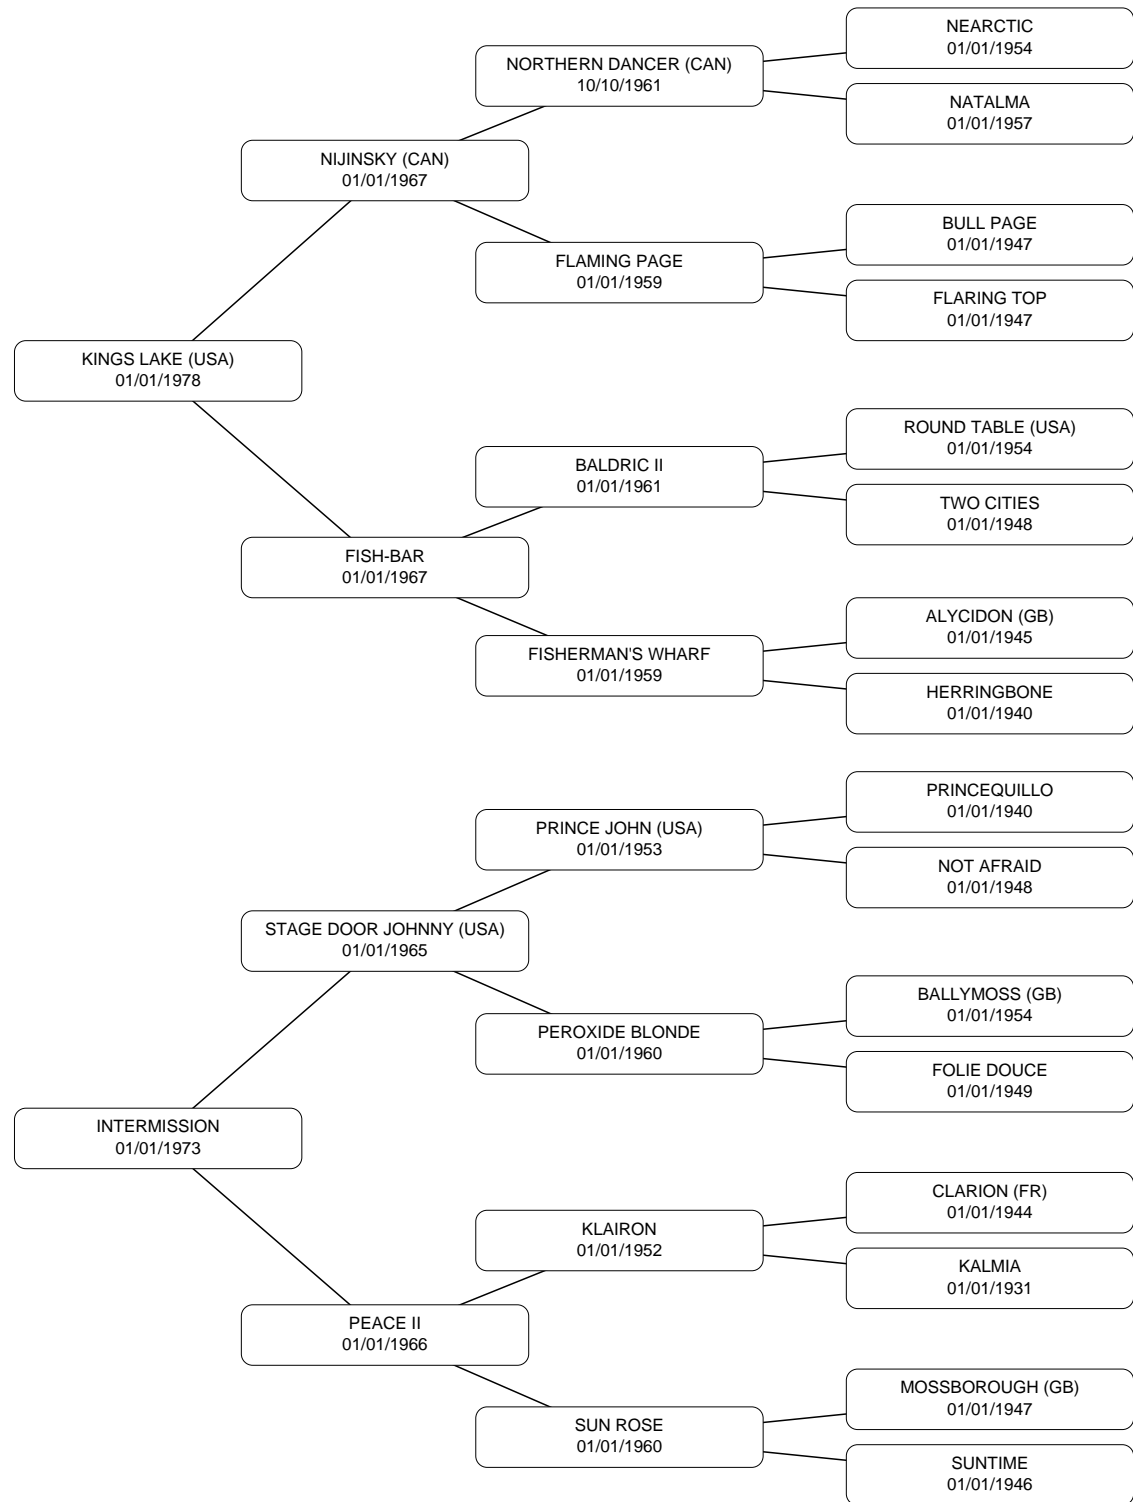 NEARCTIC
01/01/1954
NORTHERN DANCER (CAN)
10/10/1961
NATALMA
01/01/1957
NIJINSKY (CAN)
01/01/1967
BULL PAGE
01/01/1947
FLAMING PAGE
01/01/1959
FLARING TOP
01/01/1947
KINGS LAKE (USA)
01/01/1978
ROUND TABLE (USA)
01/01/1954
BALDRIC II
01/01/1961
TWO CITIES
01/01/1948
FISH-BAR
01/01/1967
ALYCIDON (GB)
01/01/1945
FISHERMAN'S WHARF
01/01/1959
HERRINGBONE
01/01/1940
PRINCEQUILLO
01/01/1940
PRINCE JOHN (USA)
01/01/1953
NOT AFRAID
01/01/1948
STAGE DOOR JOHNNY (USA)
01/01/1965
BALLYMOSS (GB)
01/01/1954
PEROXIDE BLONDE
01/01/1960
FOLIE DOUCE
01/01/1949
INTERMISSION
01/01/1973
CLARION (FR)
01/01/1944
KLAIRON
01/01/1952
KALMIA
01/01/1931
PEACE II
01/01/1966
MOSSBOROUGH (GB)
01/01/1947
SUN ROSE
01/01/1960
SUNTIME
01/01/1946